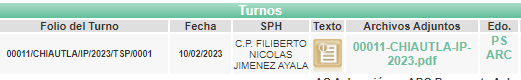 Turnos
Folio del Turno Fecha SPH Texto Archivos Adjuntos Edo.
00011/CHIAUTLA/IP/2023/TSP/0001 10/02/2023 C.P. FILIBERTO NICOLAS JIMENEZ AYALA 00011-CHIAUTLA-IP-2023.pdf PS ARC